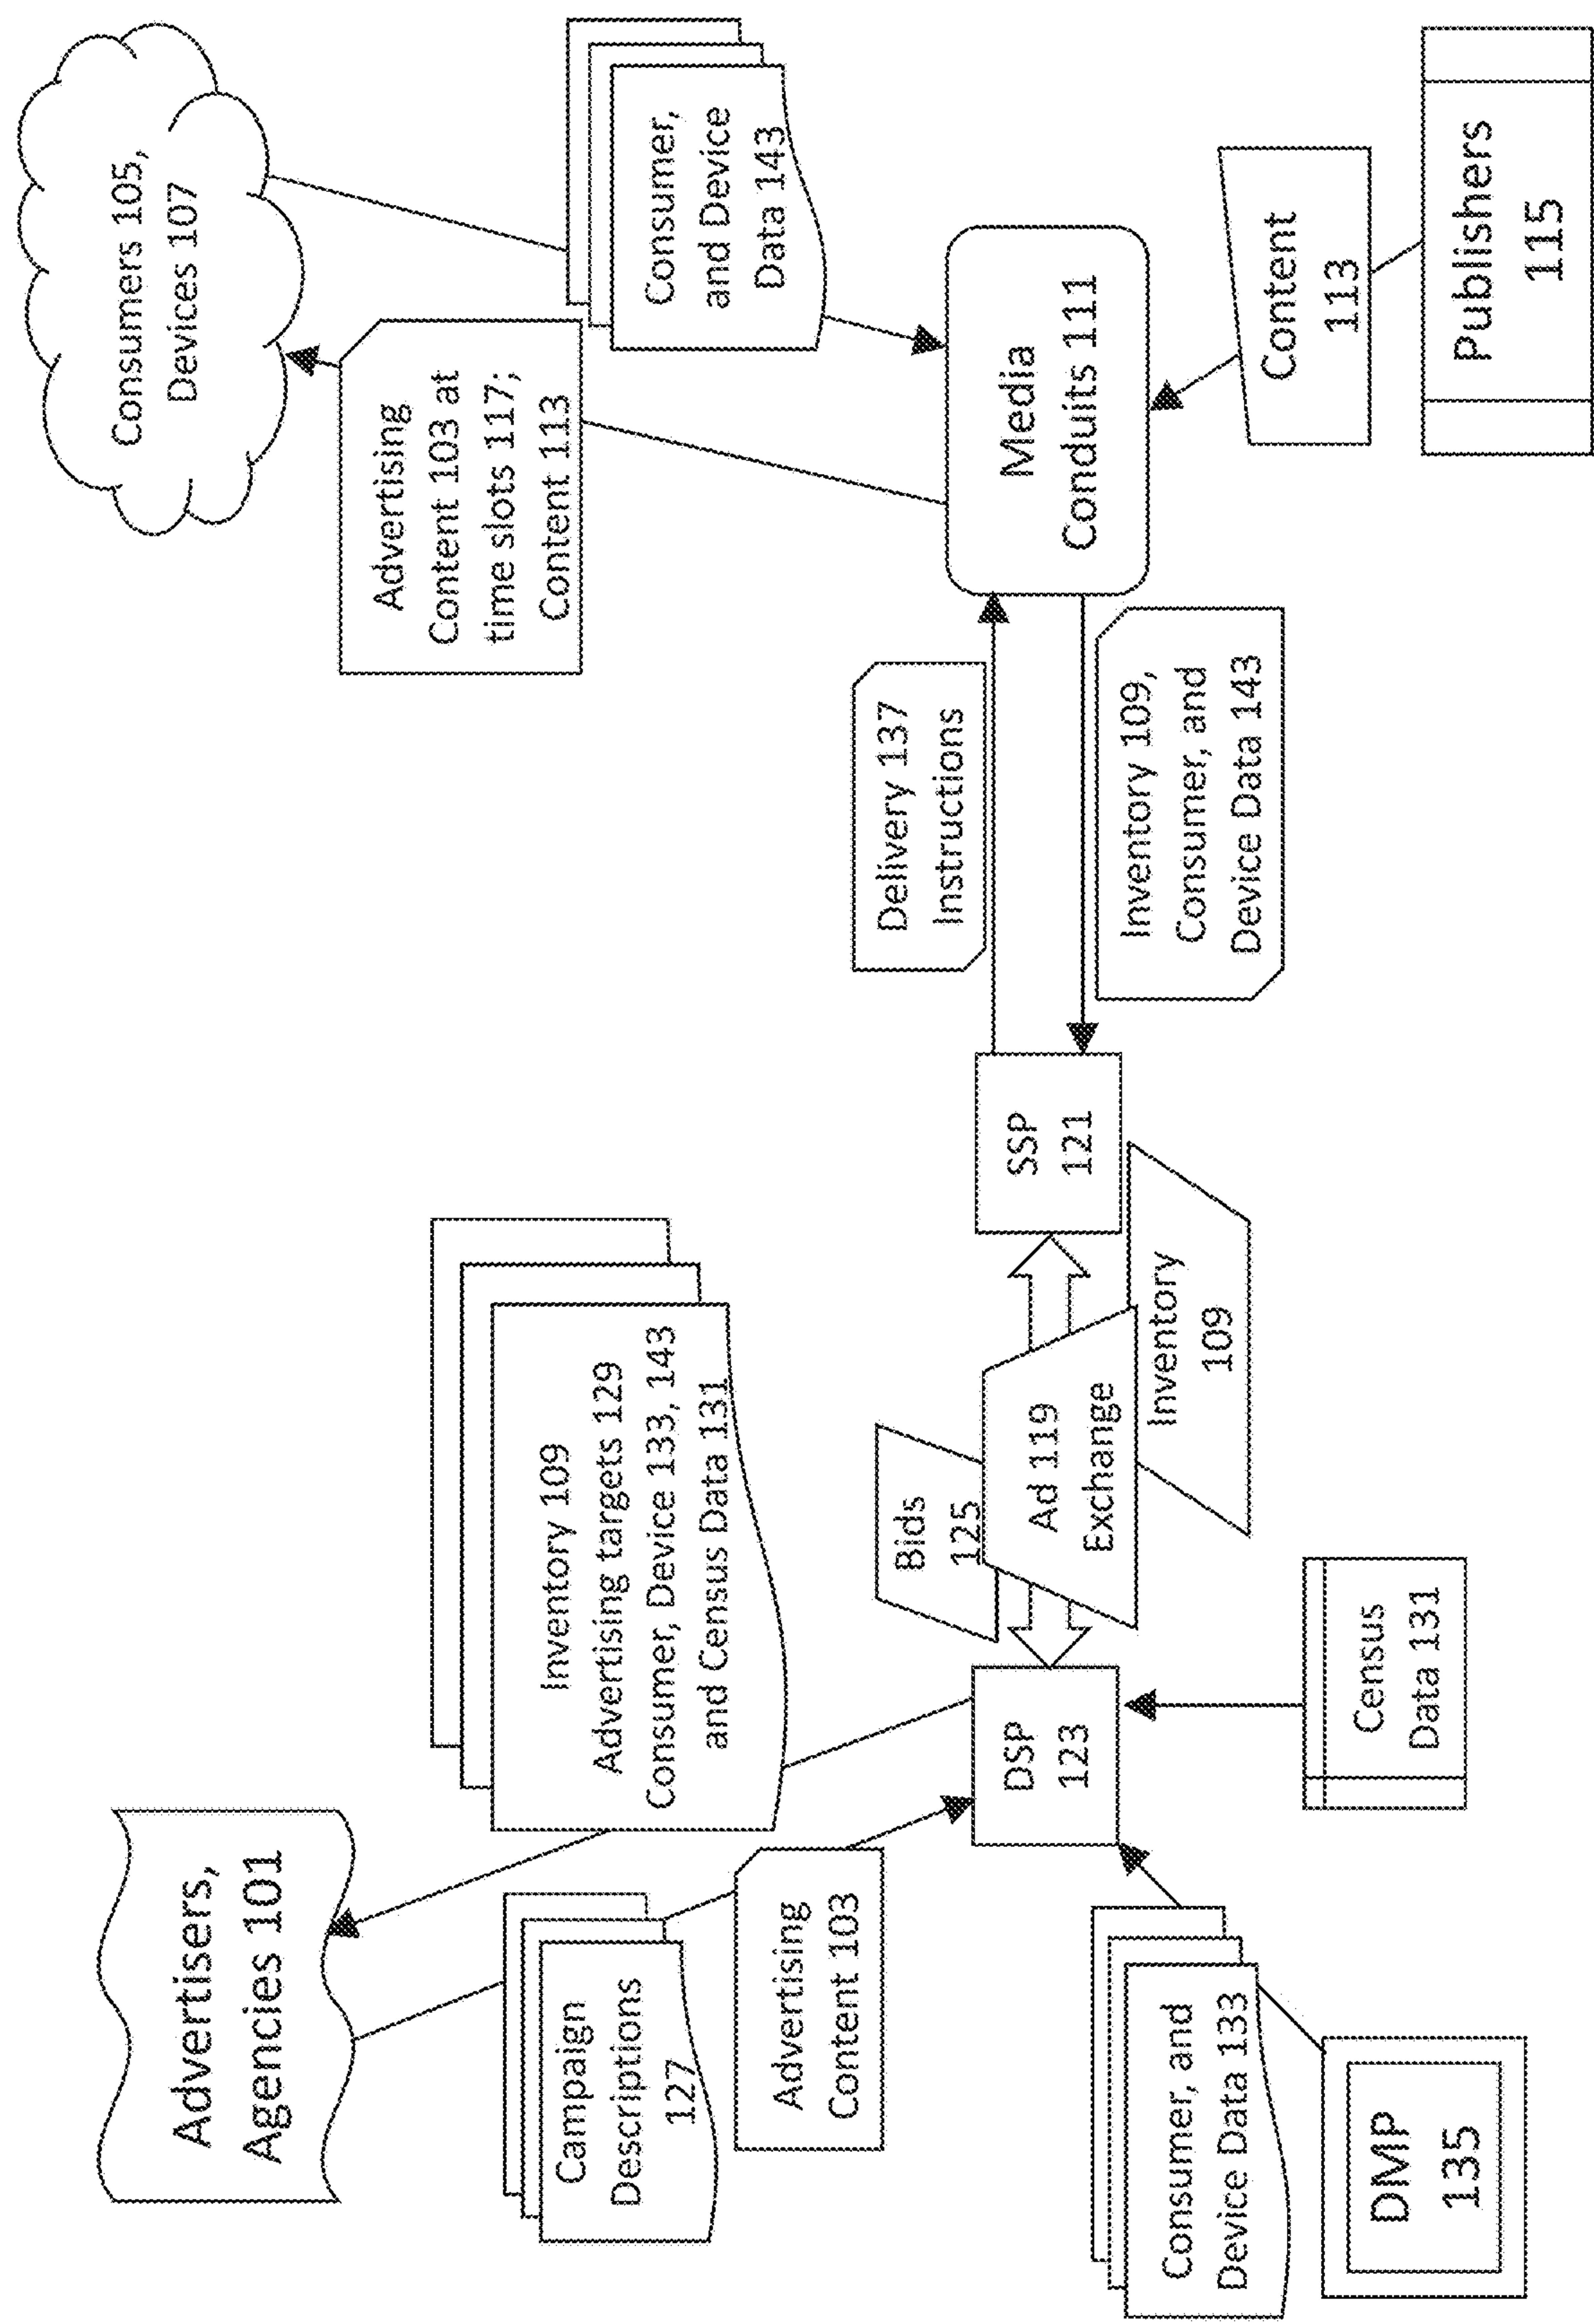 Advertisers,
Agencies 101
Consumers 105,
Devices 107
Campaign
Descriptions
127
Advertising
Content 103
Inventory 109
Advertising targets 129
Consumer, Device 133, 143
and Census Data 131
Advertising
Content 103 at
time slots 117;
Content 113
Consumer,
and Device
Data 143
Bids
125
Delivery 137
Instructions
DSP
123
Ad 119
Exchange
SSP
121
Media
Conduits 111
Inventory
109
Inventory 109,
Consumer, and
Device Data 143
Consumer, and
Device Data 133
Census
Data 131
Content
113
DMP
135
Publishers
115